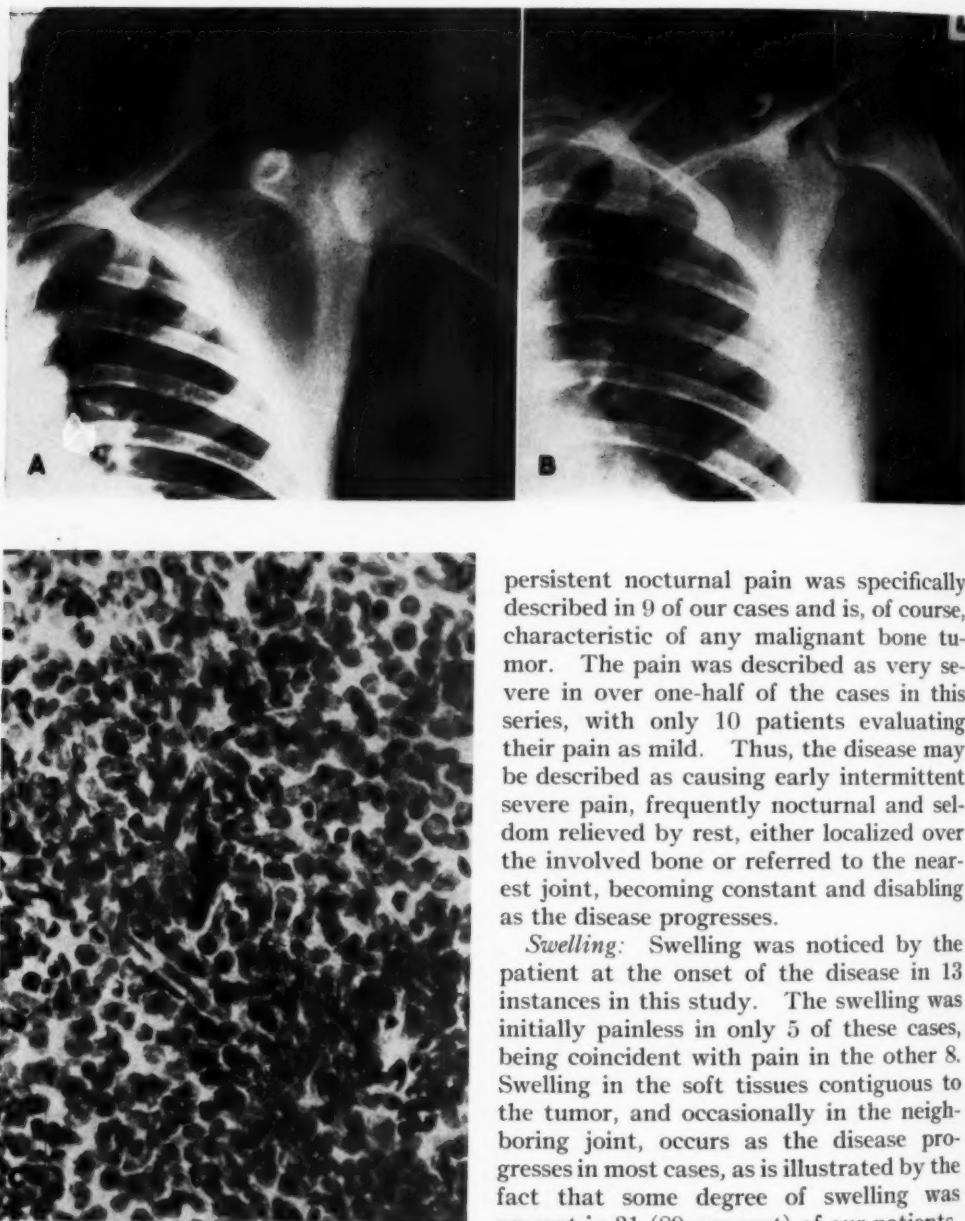 A
B
persistent nocturnal pain was specifically
described in 9 of our cases and is, of course,
characteristic of any malignant bone tu-
mor. The pain was described as very se-
vere in over one-half of the cases in this
series, with only 10 patients evaluating
their pain as mild. Thus, the disease may
be described as causing early intermittent
severe pain, frequently nocturnal and sel-
dom relieved by rest, either localized over
the involved bone or referred to the near-
est joint, becoming constant and disabling
as the disease progresses.
Swelling: Swelling was noticed by the
patient at the onset of the disease in 13
instances in this study. The swelling was
initially painless in only 5 of these cases,
being coincident with pain in the other 8.
Swelling in the soft tissues contiguous to
the tumor, and occasionally in the neigh-
boring joint, occurs as the disease pro-
gresses in most cases, as is illustrated by the
fact that some degree of swelling was
of our patients